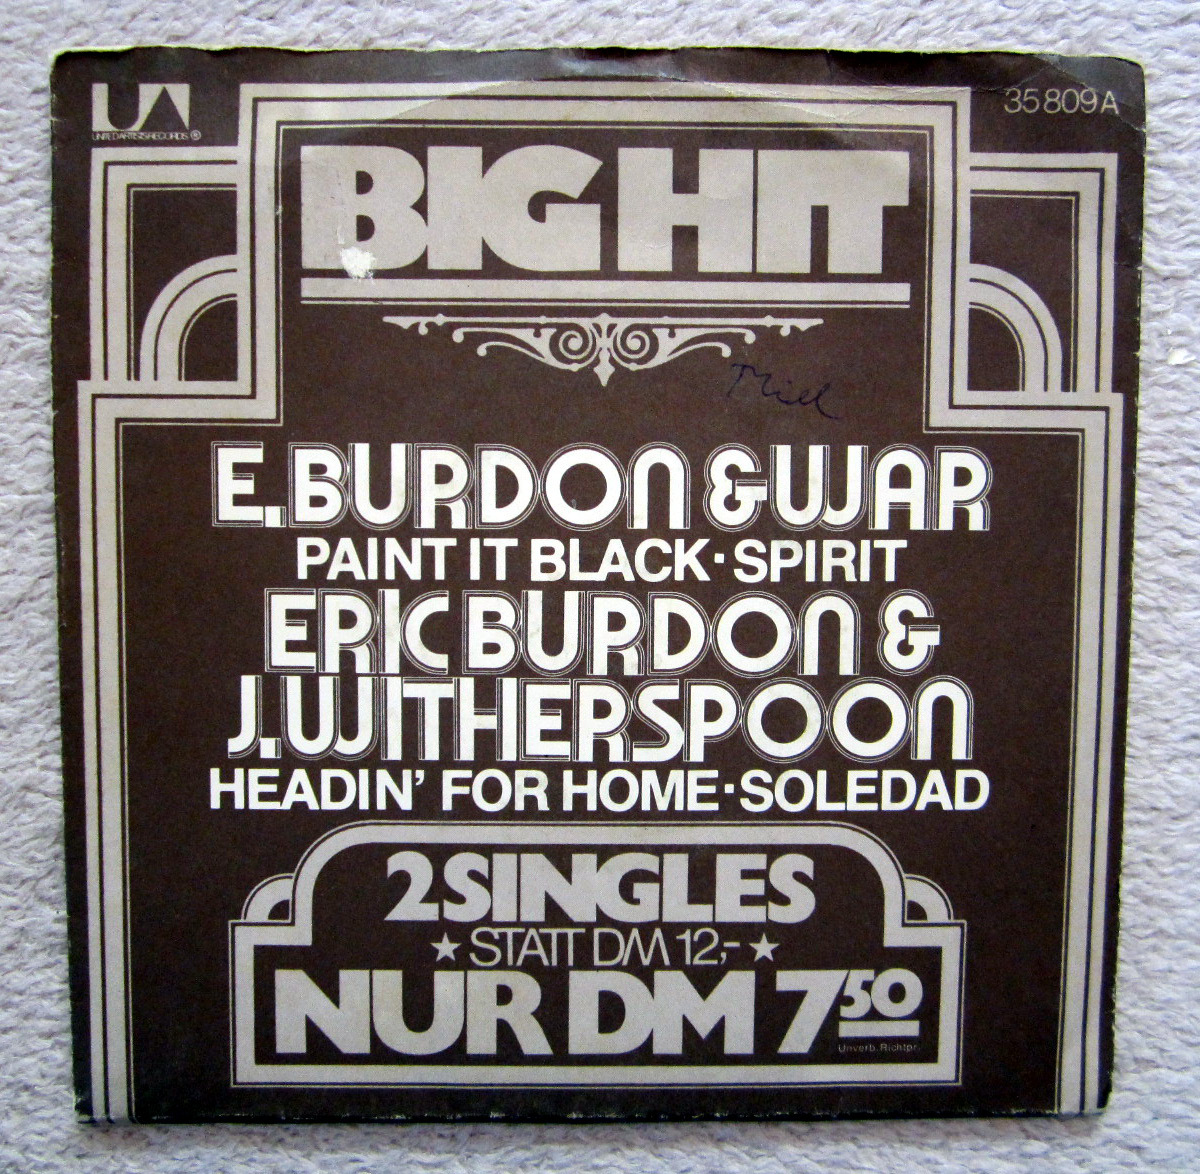 UA
35 809 A
UNITED ARTISTS RECORDS ®
BIG HIT
E. BURDON & WAR
PAINT IT BLACK · SPIRIT
ERIC BURDON &
J. WITHERSPOON
HEADIN' FOR HOME · SOLEDAD
2 SINGLES
★ STATT DM 12,- ★
NUR DM 7 50
Unverb. Richtpr.